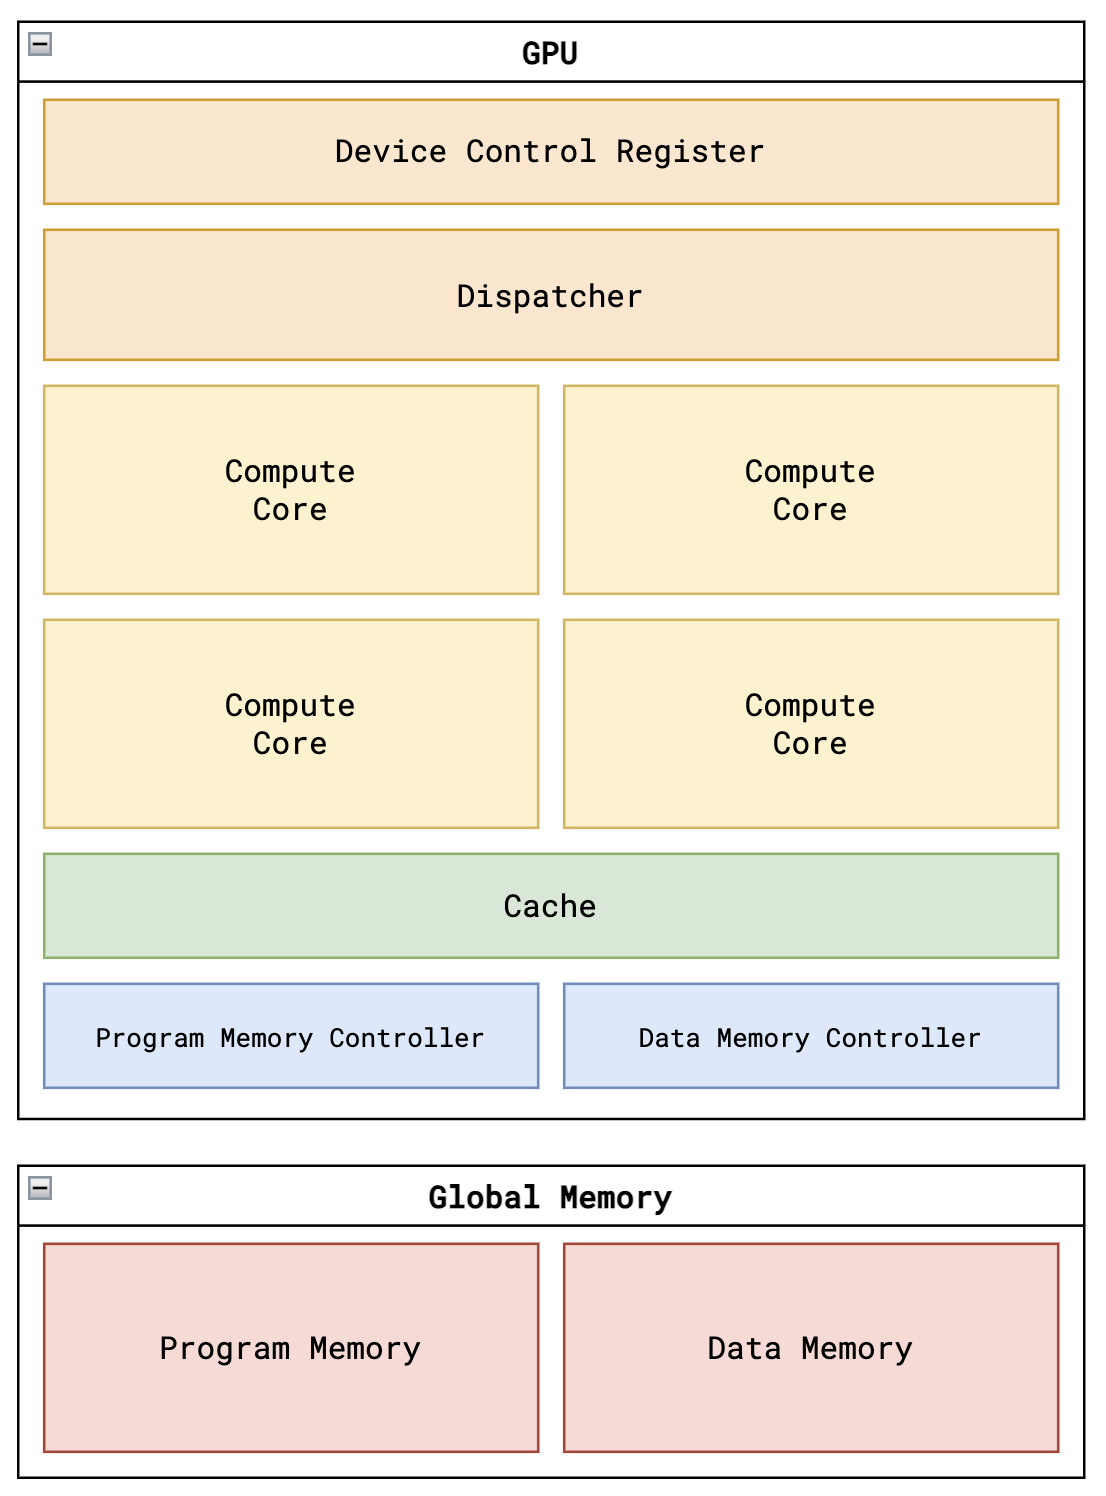 GPU
Device Control Register
Dispatcher
Compute
Core
Compute
Core
Compute
Core
Compute
Core
Cache
Program Memory Controller
Data Memory Controller
Global Memory
Program Memory
Data Memory